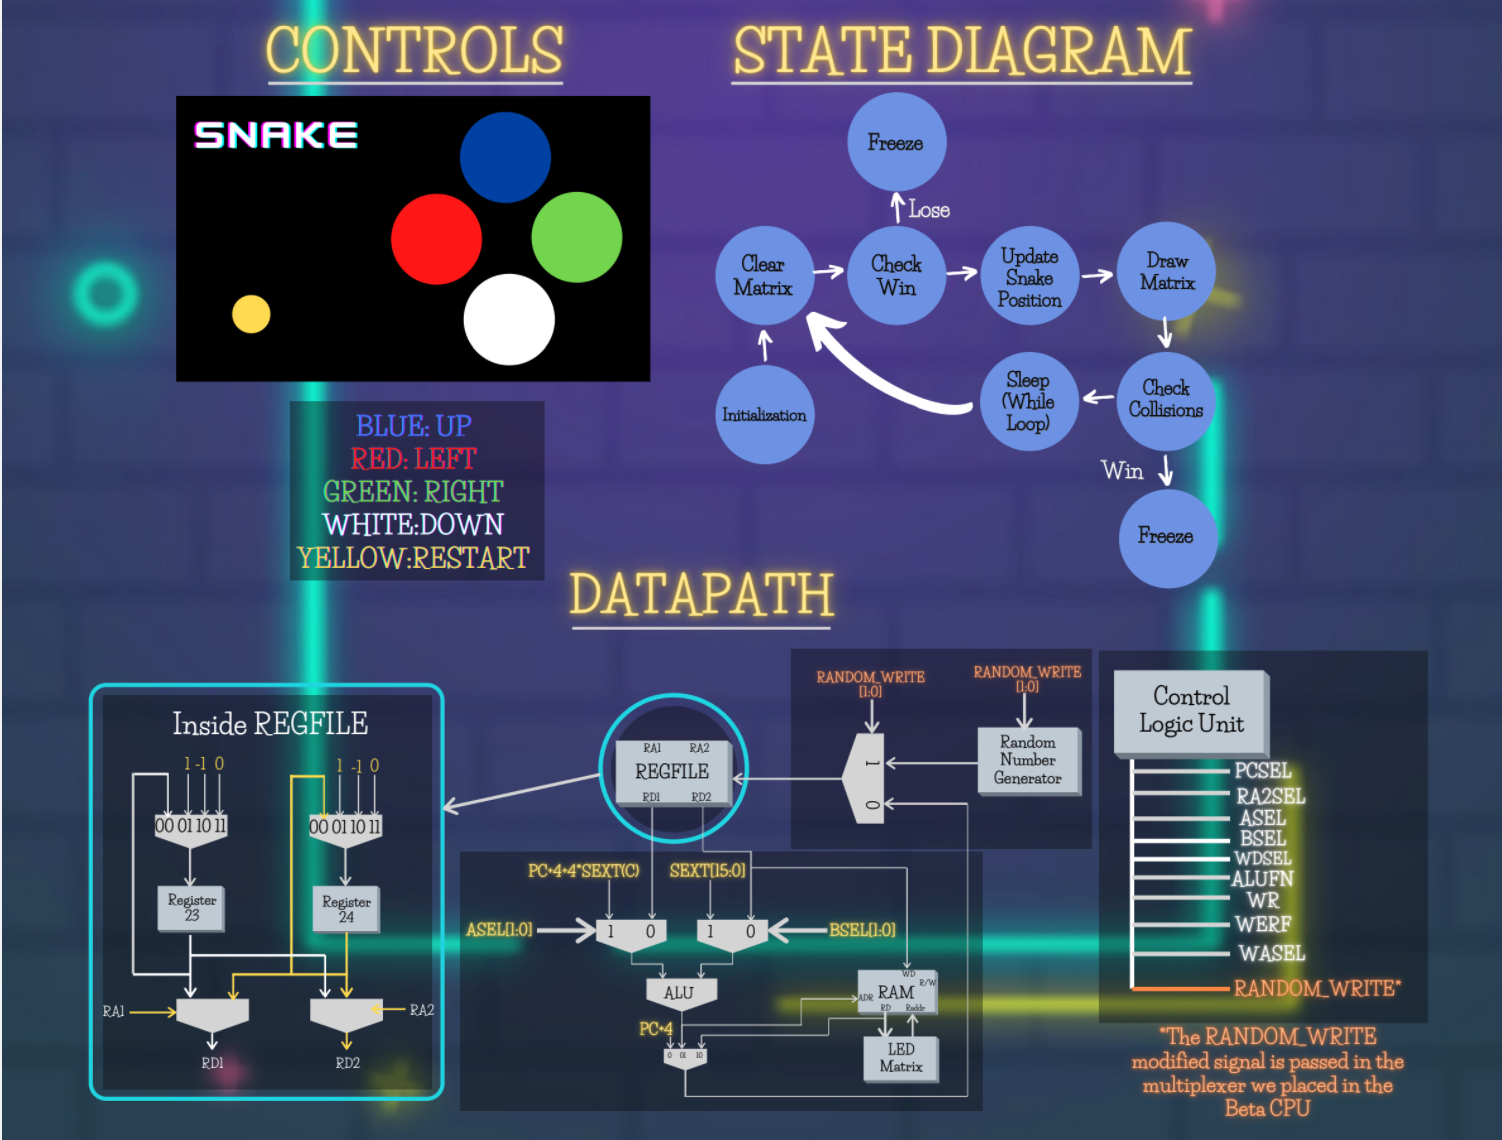 CONTROLS
SNAKE
BLUE: UP
RED: LEFT
GREEN: RIGHT
WHITE:DOWN
YELLOW:RESTART
STATE DIAGRAM
Freeze
Lose
Clear
Matrix
Check
Win
Update
Snake
Position
Draw
Matrix
Initialization
Sleep
(While
Loop)
Check
Collisions
Win
Freeze
DATAPATH
Inside REGFILE
1 -1 0
1 -1 0
00 01 10 11
00 01 10 11
Register
23
Register
24
RA1
RA2
RD1
RD2
RA1 RA2
REGFILE
RD1 RD2
RANDOM_WRITE
[1:0]
RANDOM_WRITE
[1:0]
1
0
Random
Number
Generator
PC+4+4*SEXT(C)
SEXT[15:0]
ASEL[1:0]
1 0
1 0
BSEL[1:0]
ALU
WD
R/W
ADR
RAM
RD Raddr
PC+4
0 01 10
LED
Matrix
Control
Logic Unit
PCSEL
RA2SEL
ASEL
BSEL
WDSEL
ALUFN
WR
WERF
WASEL
RANDOM_WRITE*
*The RANDOM_WRITE
modified signal is passed in the
multiplexer we placed in the
Beta CPU